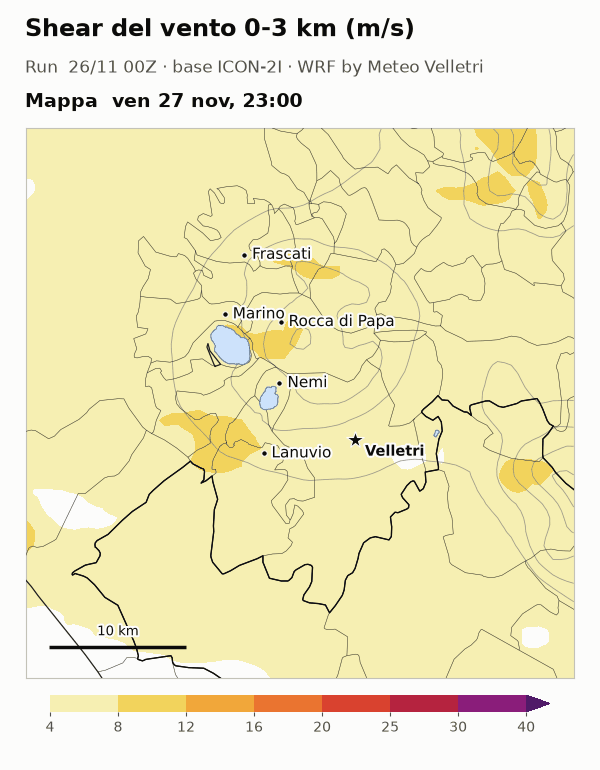 Shear del vento 0-3 km (m/s)
Run  26/11 00Z · base ICON-2I · WRF by Meteo Velletri
Mappa  ven 27 nov, 23:00
Frascati
Marino
Rocca di Papa
Nemi
Velletri
Lanuvio
10 km
4 8 12 16 20 25 30 40